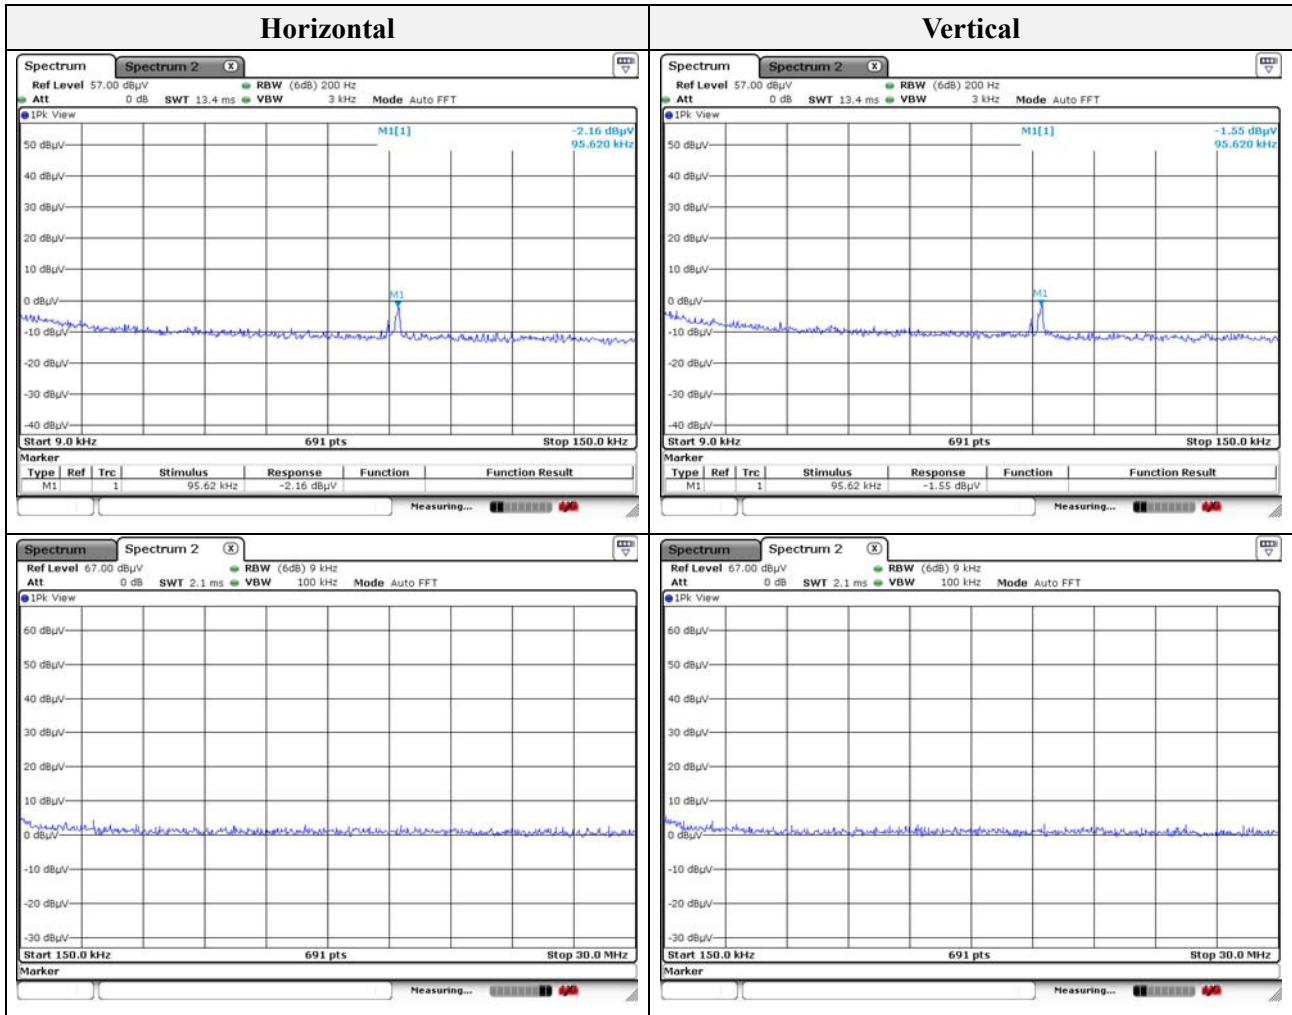 Horizontal
Vertical
Spectrum
Spectrum 2
X
Ref Level 57.00 dBµV
RBW (6dB) 200 Hz
Att 0 dB SWT 13.4 ms VBW 3 kHz Mode Auto FFT
1Pk View
M1[1] -2.16 dBµV
95.620 kHz
50 dBµV
40 dBµV
30 dBµV
20 dBµV
10 dBµV
M1
0 dBµV
-10 dBµV
-20 dBµV
-30 dBµV
-40 dBµV
Start 9.0 kHz 691 pts Stop 150.0 kHz
Marker
Type Ref Trc Stimulus Response Function Function Result
M1 1 95.62 kHz -2.16 dBµV
Measuring...
Spectrum
Spectrum 2
X
Ref Level 57.00 dBµV
RBW (6dB) 200 Hz
Att 0 dB SWT 13.4 ms VBW 3 kHz Mode Auto FFT
1Pk View
M1[1] -1.55 dBµV
95.620 kHz
50 dBµV
40 dBµV
30 dBµV
20 dBµV
10 dBµV
M1
0 dBµV
-10 dBµV
-20 dBµV
-30 dBµV
-40 dBµV
Start 9.0 kHz 691 pts Stop 150.0 kHz
Marker
Type Ref Trc Stimulus Response Function Function Result
M1 1 95.62 kHz -1.55 dBµV
Measuring...
Spectrum
Spectrum 2
X
Ref Level 67.00 dBµV
RBW (6dB) 9 kHz
Att 0 dB SWT 2.1 ms VBW 100 kHz Mode Auto FFT
1Pk View
60 dBµV
50 dBµV
40 dBµV
30 dBµV
20 dBµV
10 dBµV
0 dBµV
-10 dBµV
-20 dBµV
-30 dBµV
Start 150.0 kHz 691 pts Stop 30.0 MHz
Marker
Measuring...
Spectrum
Spectrum 2
X
Ref Level 67.00 dBµV
RBW (6dB) 9 kHz
Att 0 dB SWT 2.1 ms VBW 100 kHz Mode Auto FFT
1Pk View
60 dBµV
50 dBµV
40 dBµV
30 dBµV
20 dBµV
10 dBµV
0 dBµV
-10 dBµV
-20 dBµV
-30 dBµV
Start 150.0 kHz 691 pts Stop 30.0 MHz
Marker
Measuring...